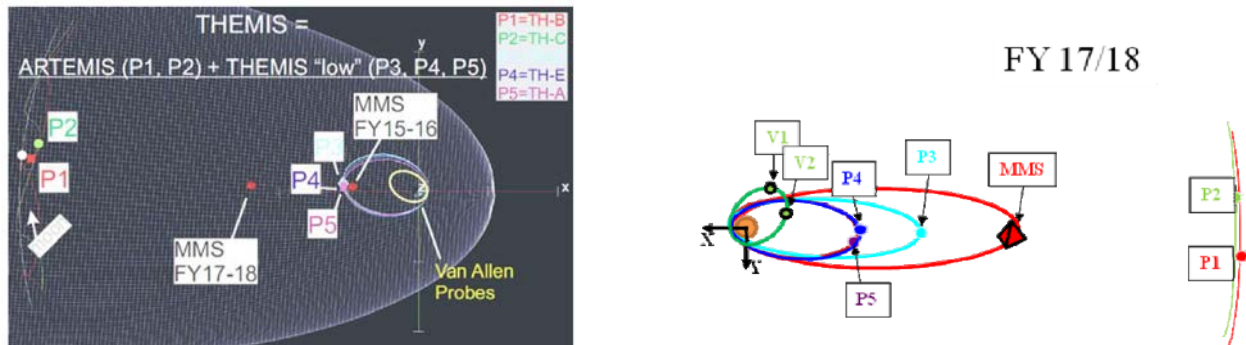 THEMIS =
ARTEMIS (P1, P2) + THEMIS “low” (P3, P4, P5)
P1=TH-B
P2=TH-C
P4=TH-E
P5=TH-A
y
x
z
MMS
FY15-16
P2
P1
P3
P4
P5
MMS
FY17-18
Van Allen
Probes
FY 17/18
V1
V2
P4
P3
MMS
P5
X
Y
P2
P1